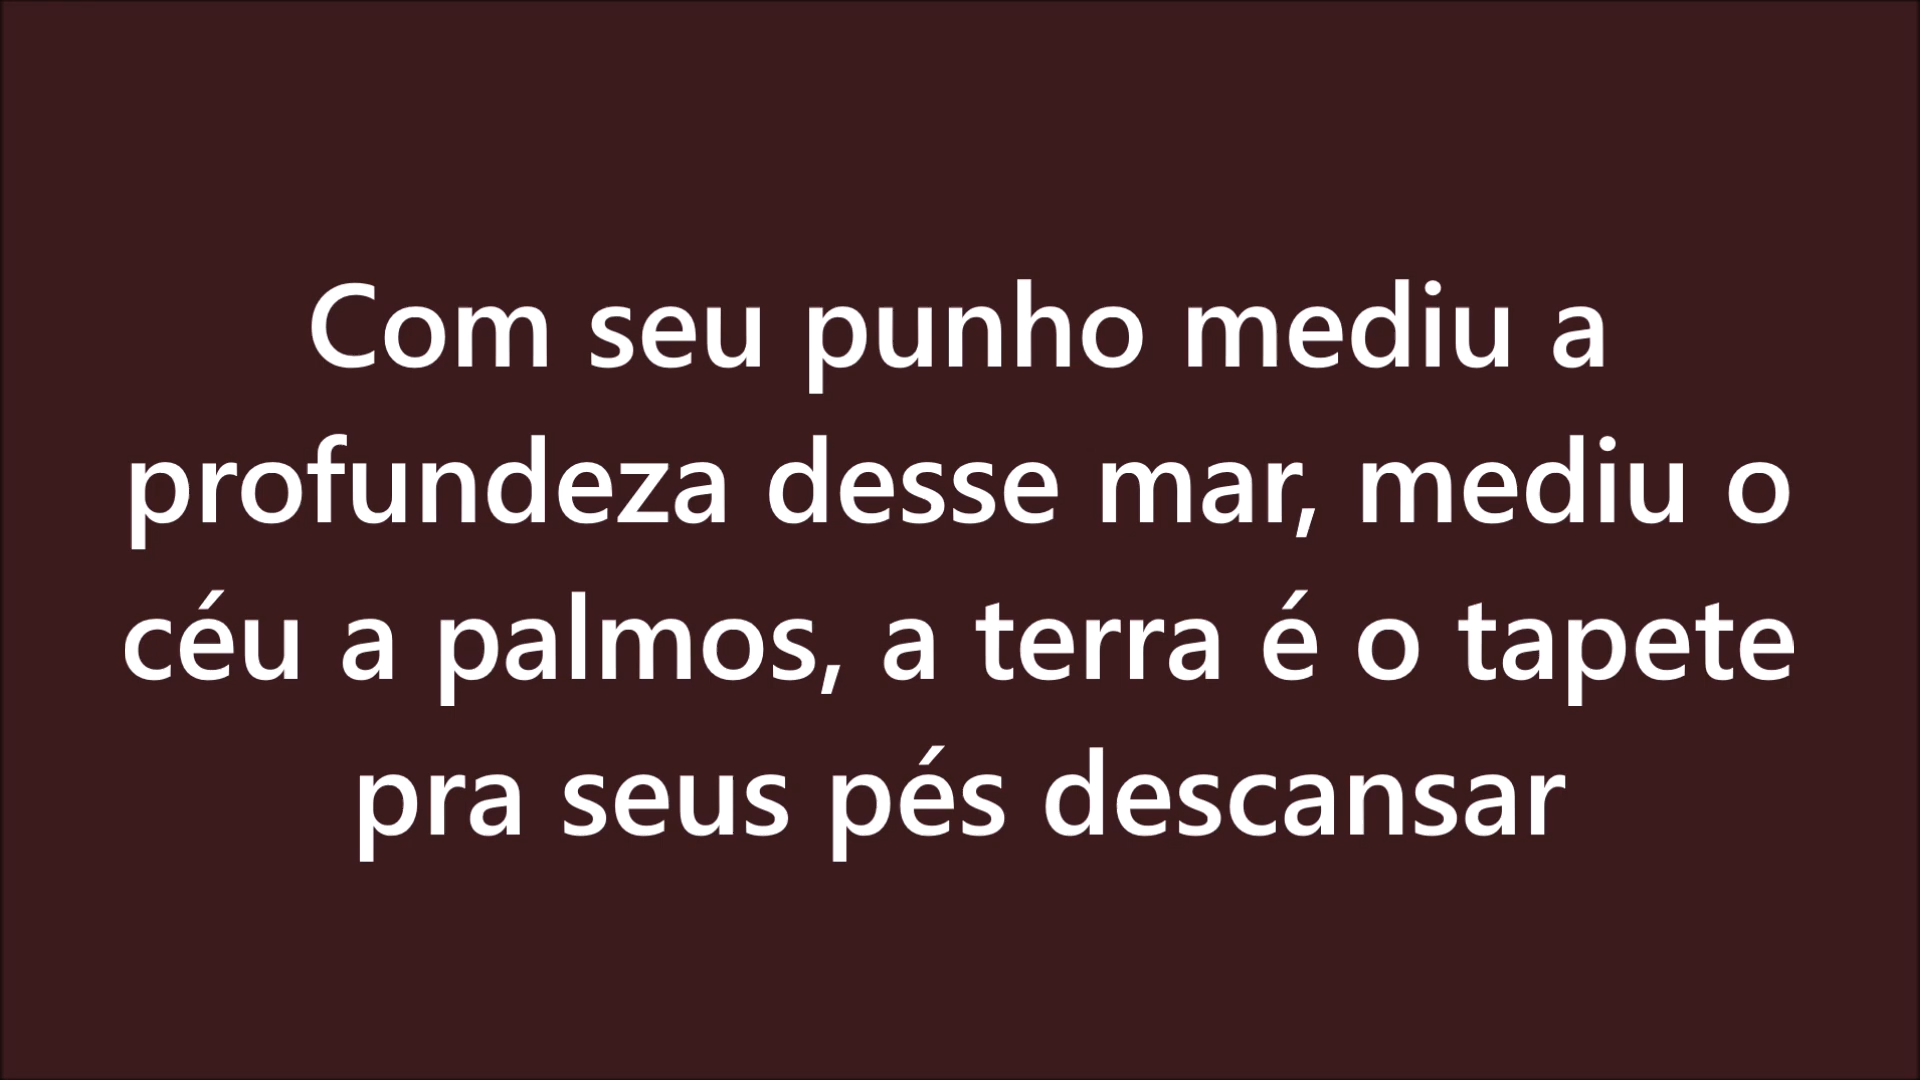 Com seu punho mediu a
profundeza desse mar, mediu o
céu a palmos, a terra é o tapete
pra seus pés descansar